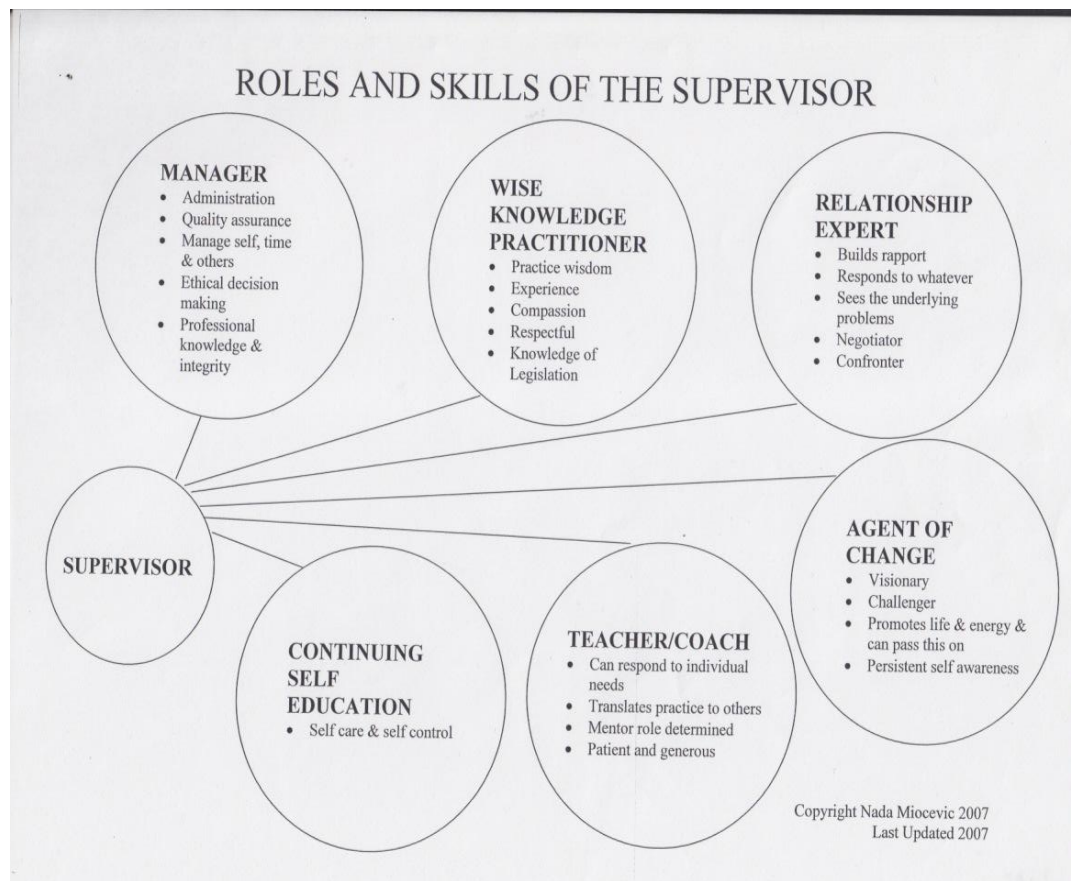 ROLES AND SKILLS OF THE SUPERVISOR
MANAGER
• Administration
• Quality assurance
• Manage self, time
& others
• Ethical decision
making
• Professional
knowledge &
integrity
WISE
KNOWLEDGE
PRACTITIONER
• Practice wisdom
• Experience
• Compassion
• Respectful
• Knowledge of
Legislation
RELATIONSHIP
EXPERT
• Builds rapport
• Responds to whatever
• Sees the underlying
problems
• Negotiator
• Confronter
SUPERVISOR
AGENT OF
CHANGE
• Visionary
• Challenger
• Promotes life & energy &
can pass this on
• Persistent self awareness
CONTINUING
SELF
EDUCATION
• Self care & self control
TEACHER/COACH
• Can respond to individual
needs
• Translates practice to others
• Mentor role determined
• Patient and generous
Copyright Nada Miocevic 2007
Last Updated 2007